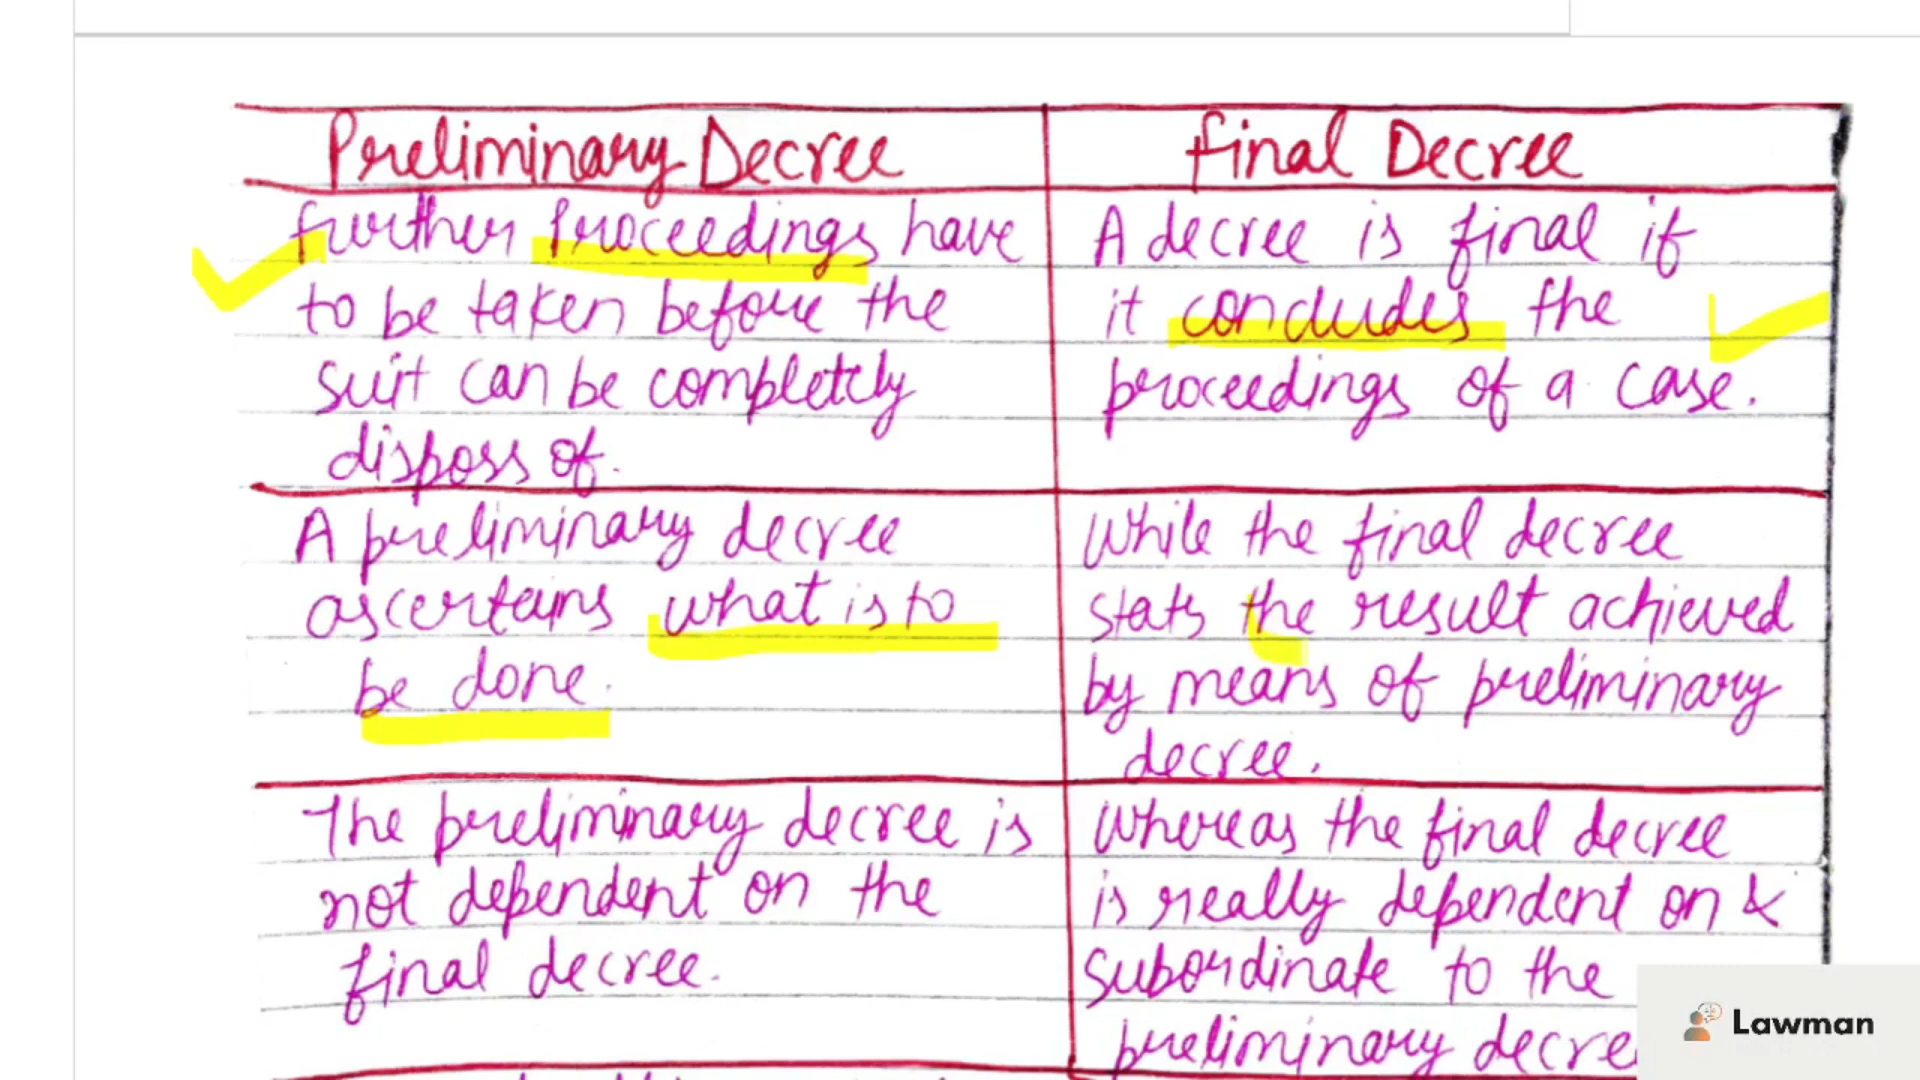 Preliminary Decree
Final Decree
Further proceedings have
to be taken before the
suit can be completely
disposs of.
A decree is final if
it concludes the
proceedings of a case.
A preliminary decree
ascertains what is to
be done.
While the final decree
stats the result achieved
by means of preliminary
decree.
The preliminary decree is
not dependent on the
final decree.
Whereas the final decree
is really dependent on &
subordinate to the
preliminary decre
Lawman